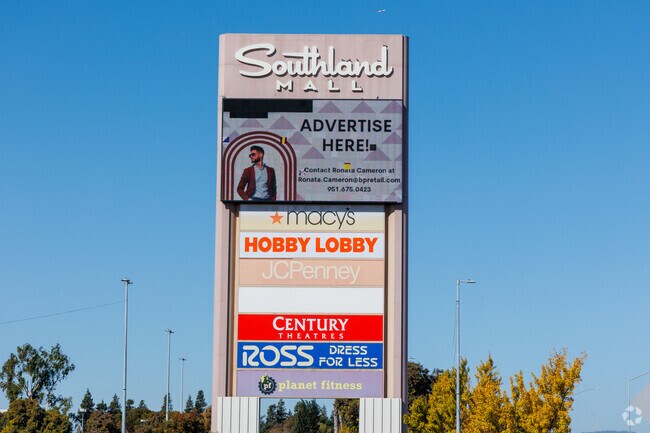 Southland
MALL
ADVERTISE
HERE!
Contact Ronata Cameron at
Ronata.Cameron@bpretail.com
951.675.0423
macy's
HOBBY LOBBY
JCPenney
CENTURY
THEATRES
ROSS DRESS
FOR LESS
pf planet fitness